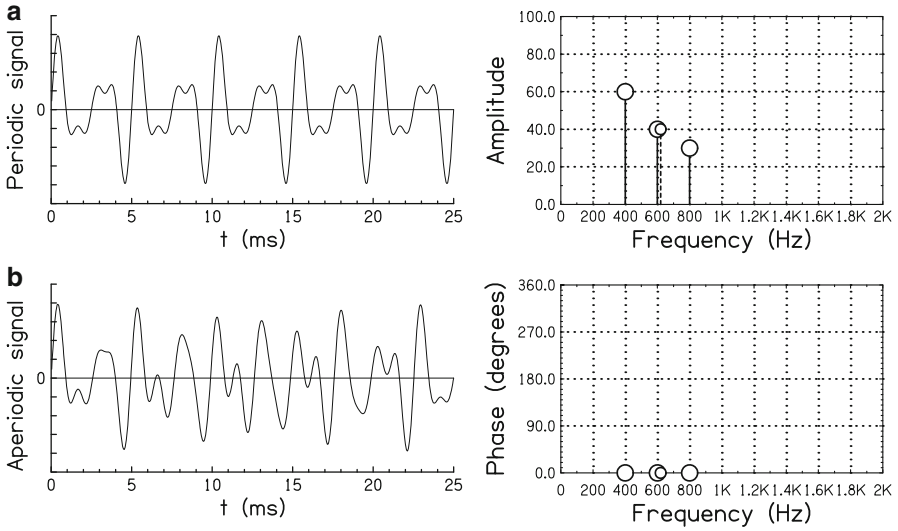 a
Periodic signal
0
0 5 10 15 20 25
t (ms)
Amplitude
100.0
80.0
60.0
40.0
20.0
0.0
0 200 400 600 800 1K 1.2K 1.4K 1.6K 1.8K 2K
Frequency (Hz)
b
Aperiodic signal
0
0 5 10 15 20 25
t (ms)
Phase (degrees)
360.0
270.0
180.0
90.0
0.0
0 200 400 600 800 1K 1.2K 1.4K 1.6K 1.8K 2K
Frequency (Hz)